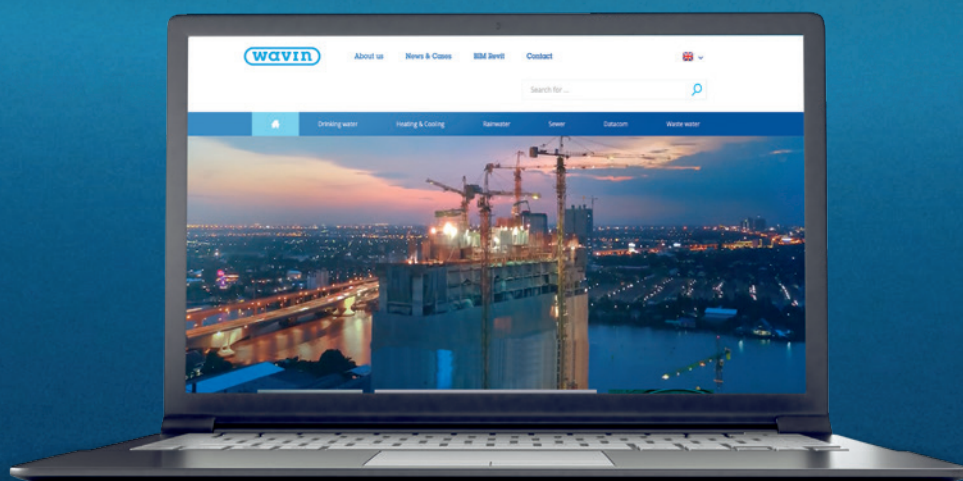 wavin
About us News & Cases BIM Revit Contact
Search for ...
Drinking water Heating & Cooling Rainwater Sewer Datacom Waste water